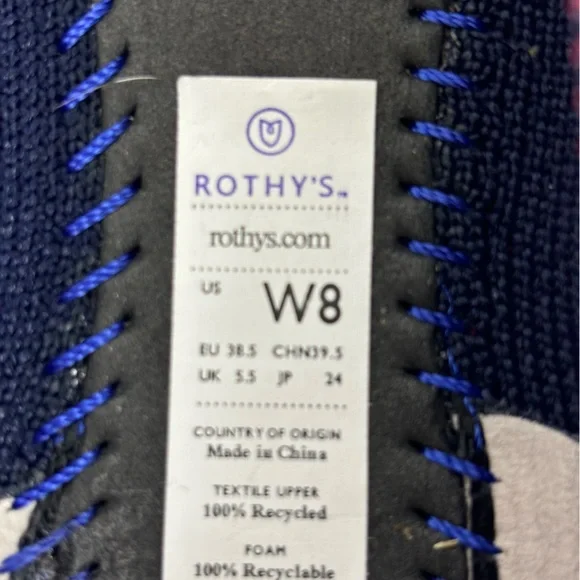 ROTHY'S™
rothys.com
US W8
EU 38.5 CHN39.5
UK 5.5 JP 24
COUNTRY OF ORIGIN
Made in China
TEXTILE UPPER
100% Recycled
FOAM
100% Recyclable